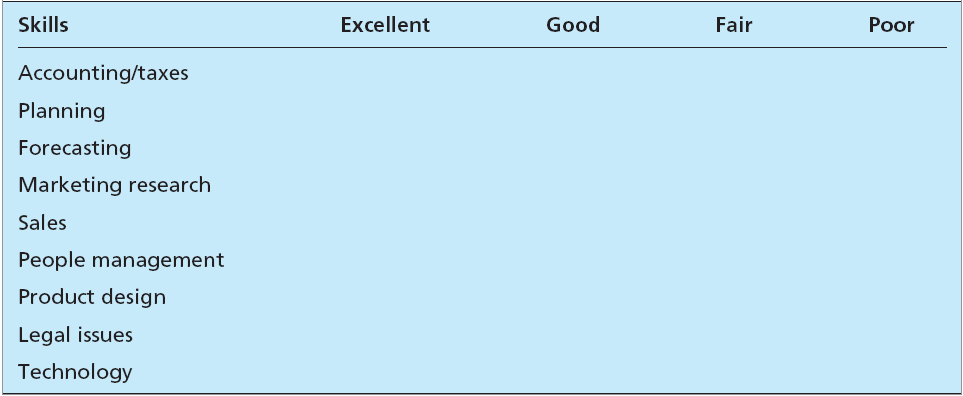 Skills Excellent Good Fair Poor
Accounting/taxes
Planning
Forecasting
Marketing research
Sales
People management
Product design
Legal issues
Technology